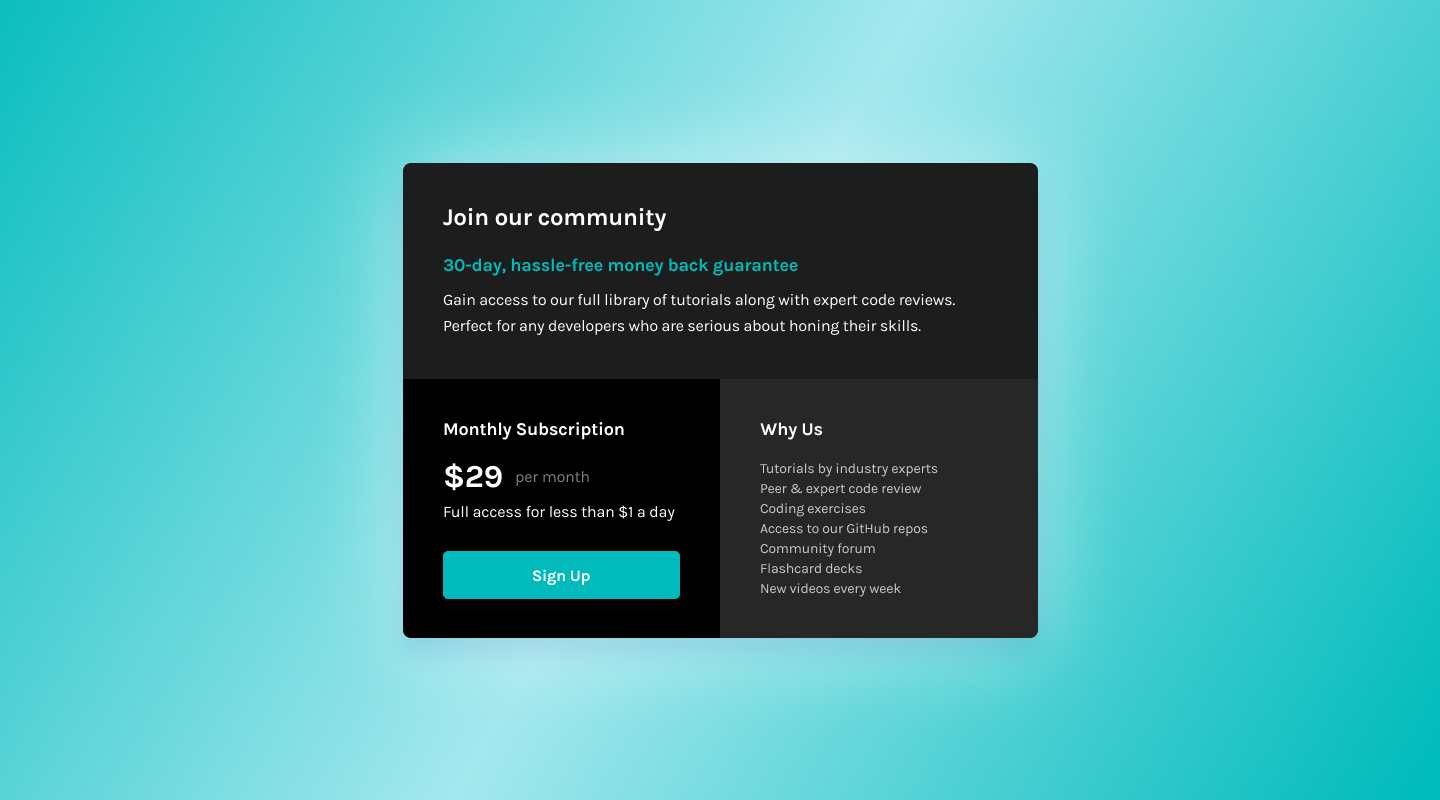 Join our community
30-day, hassle-free money back guarantee
Gain access to our full library of tutorials along with expert code reviews.
Perfect for any developers who are serious about honing their skills.
Monthly Subscription
$29 per month
Full access for less than $1 a day
Sign Up
Why Us
Tutorials by industry experts
Peer & expert code review
Coding exercises
Access to our GitHub repos
Community forum
Flashcard decks
New videos every week